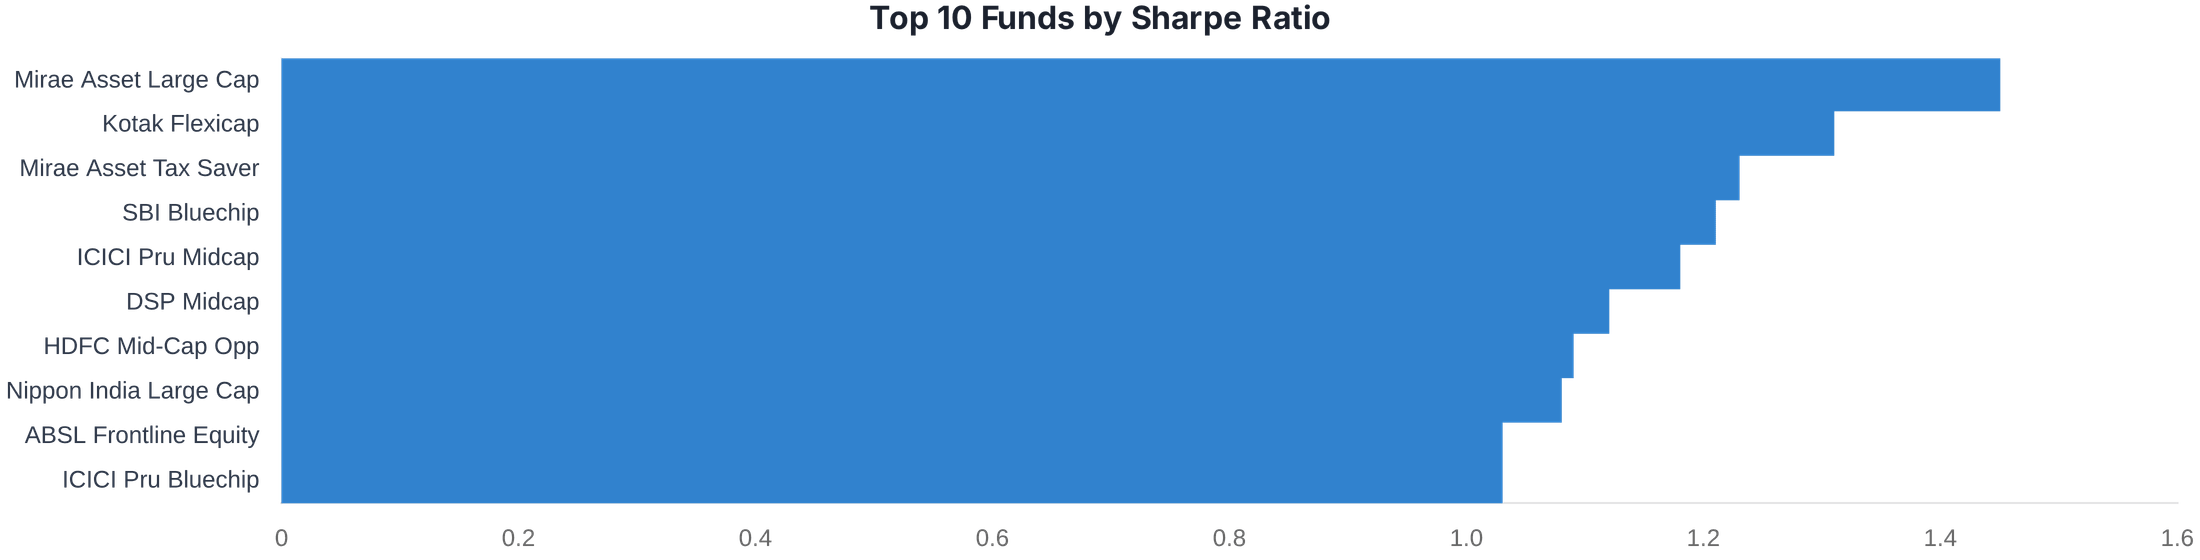 Top 10 Funds by Sharpe Ratio
Mirae Asset Large Cap
Kotak Flexicap
Mirae Asset Tax Saver
SBI Bluechip
ICICI Pru Midcap
DSP Midcap
HDFC Mid-Cap Opp
Nippon India Large Cap
ABSL Frontline Equity
ICICI Pru Bluechip
0 0.2 0.4 0.6 0.8 1.0 1.2 1.4 1.6